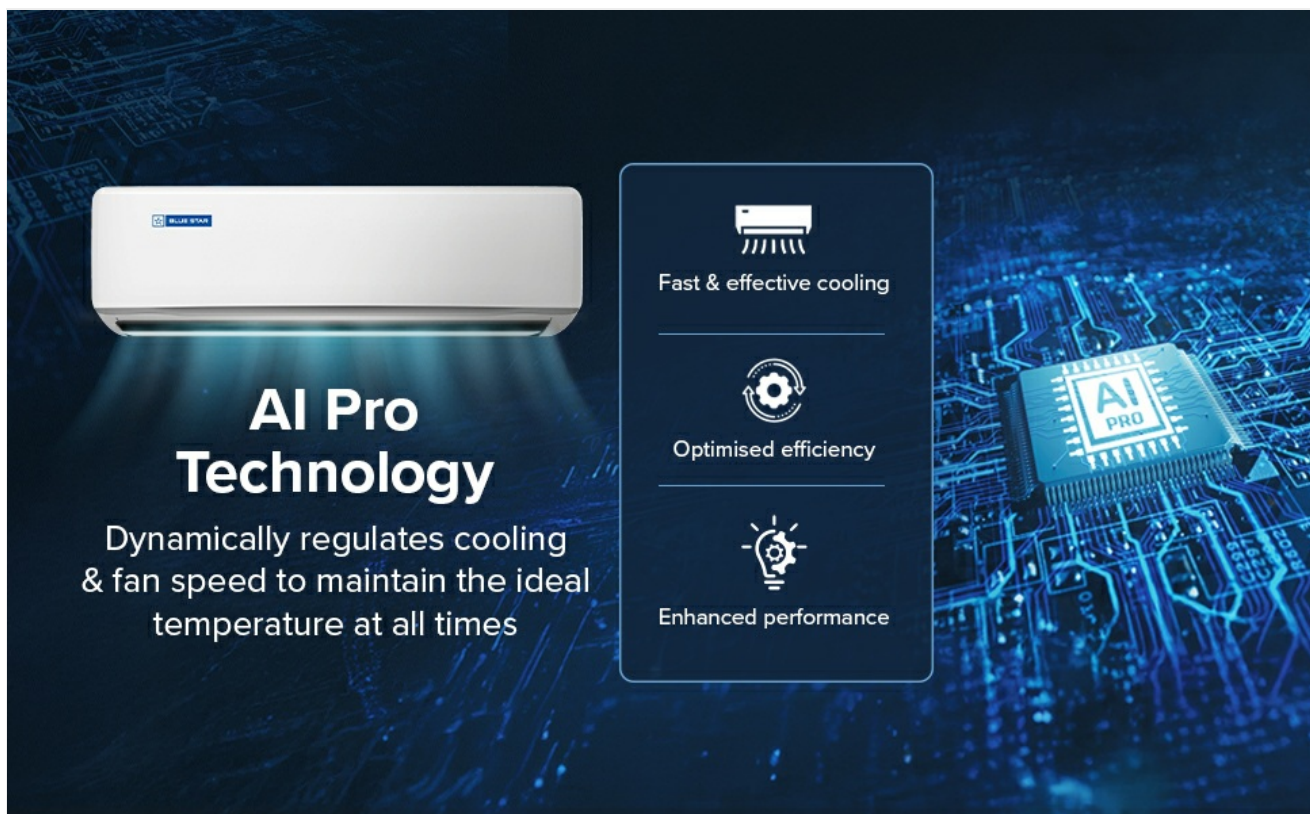 BLUE STAR
AI Pro
Technology
Dynamically regulates cooling
& fan speed to maintain the ideal
temperature at all times
Fast & effective cooling
Optimised efficiency
Enhanced performance
AI
PRO